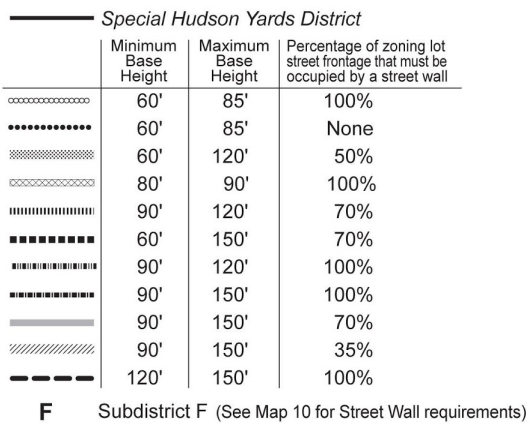 Special Hudson Yards District
Minimum Base Height Maximum Base Height Percentage of zoning lot street frontage that must be occupied by a street wall
60' 85' 100%
60' 85' None
60' 120' 50%
80' 90' 100%
90' 120' 70%
60' 150' 70%
90' 120' 100%
90' 150' 100%
90' 150' 70%
90' 150' 35%
120' 150' 100%
F Subdistrict F (See Map 10 for Street Wall requirements)